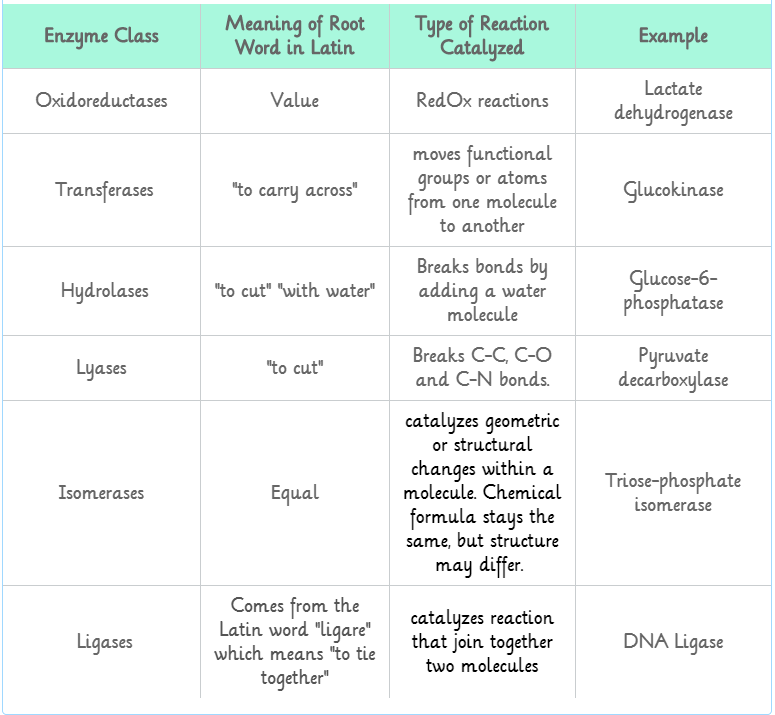 Enzyme Class
Meaning of Root
Word in Latin
Type of Reaction
Catalyzed
Example
Oxidoreductases
Value
RedOx reactions
Lactate
dehydrogenase
Transferases
"to carry across"
moves functional
groups or atoms
from one molecule
to another
Glucokinase
Hydrolases
"to cut" "with water"
Breaks bonds by
adding a water
molecule
Glucose-6-
phosphatase
Lyases
"to cut"
Breaks C-C, C-O
and C-N bonds.
Pyruvate
decarboxylase
Isomerases
Equal
catalyzes geometric
or structural
changes within a
molecule. Chemical
formula stays the
same, but structure
may differ.
Triose-phosphate
isomerase
Ligases
Comes from the
Latin word "ligare"
which means "to tie
together"
catalyzes reaction
that join together
two molecules
DNA Ligase